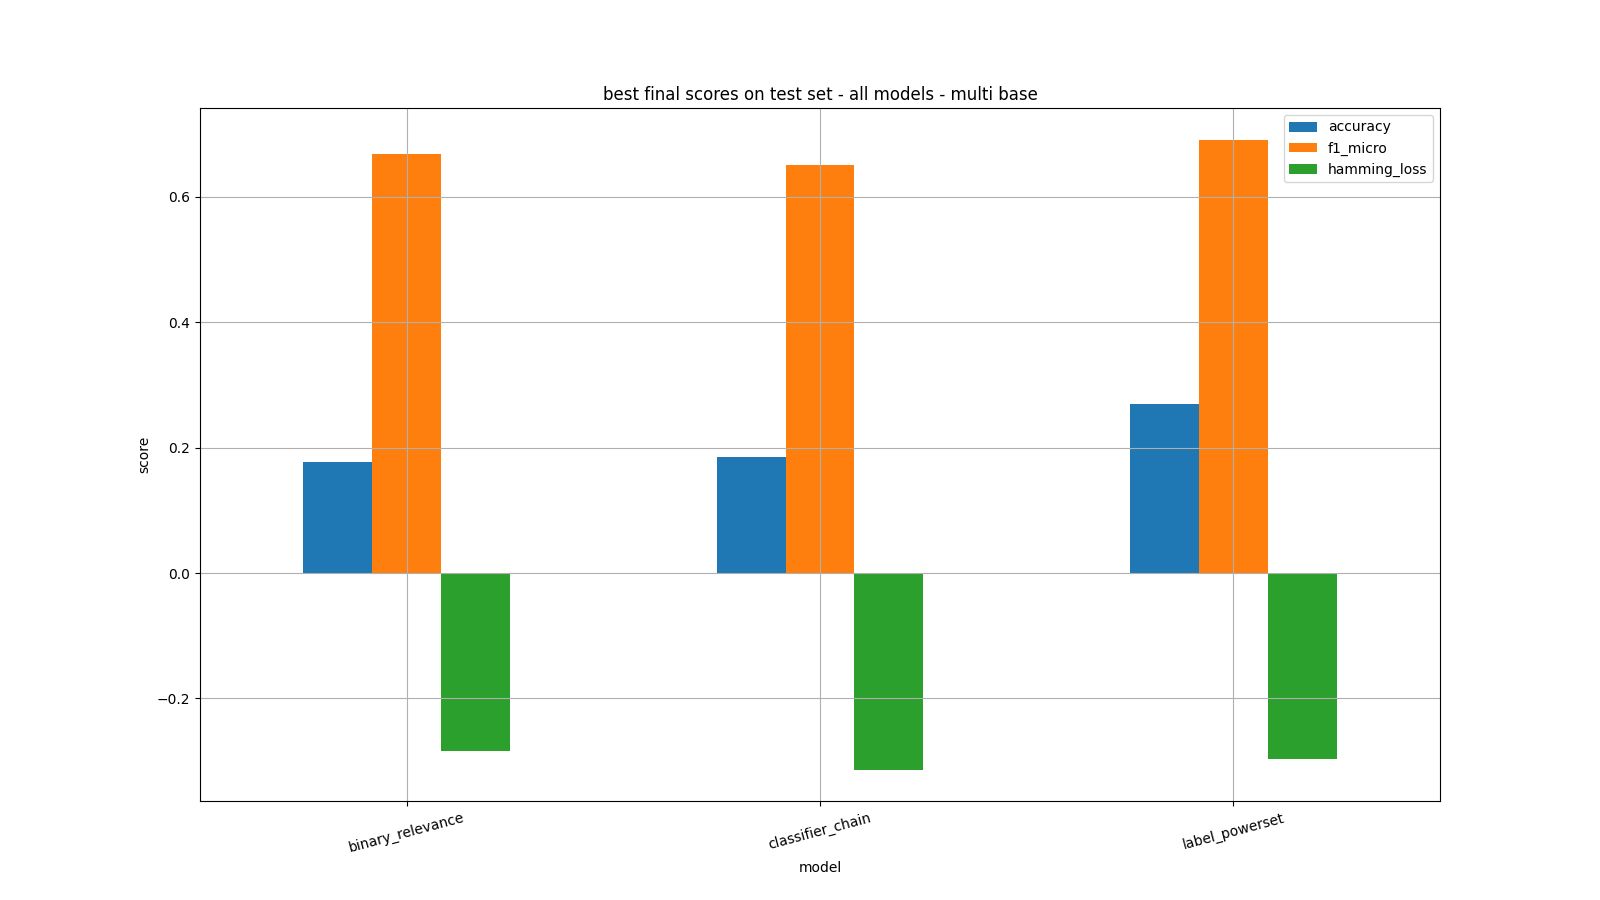 best final scores on test set - all models - multi base
accuracy
f1_micro
hamming_loss
0.6
0.4
0.2
0.0
−0.2
score
binary_relevance
classifier_chain
label_powerset
model